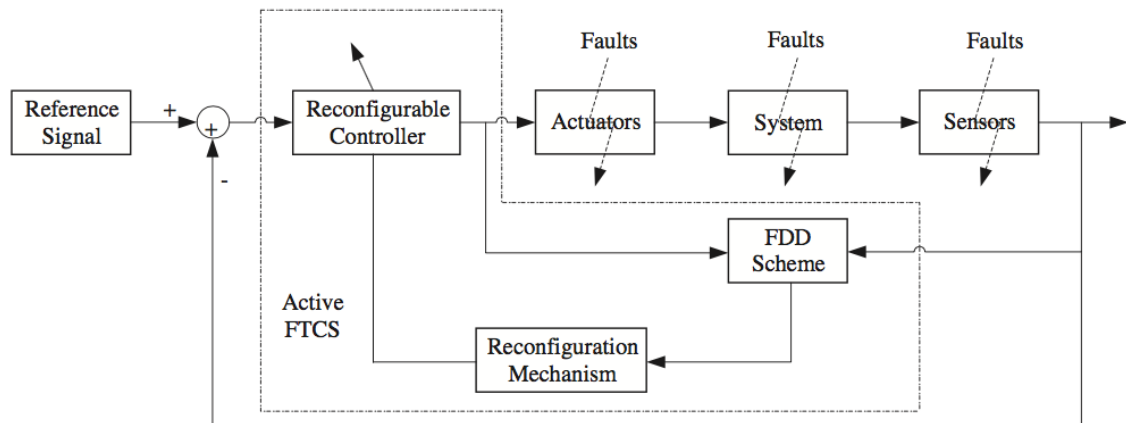 Faults
Faults
Faults
Reference
Signal
+
+
-
Reconfigurable
Controller
Actuators
System
Sensors
FDD
Scheme
Active
FTCS
Reconfiguration
Mechanism